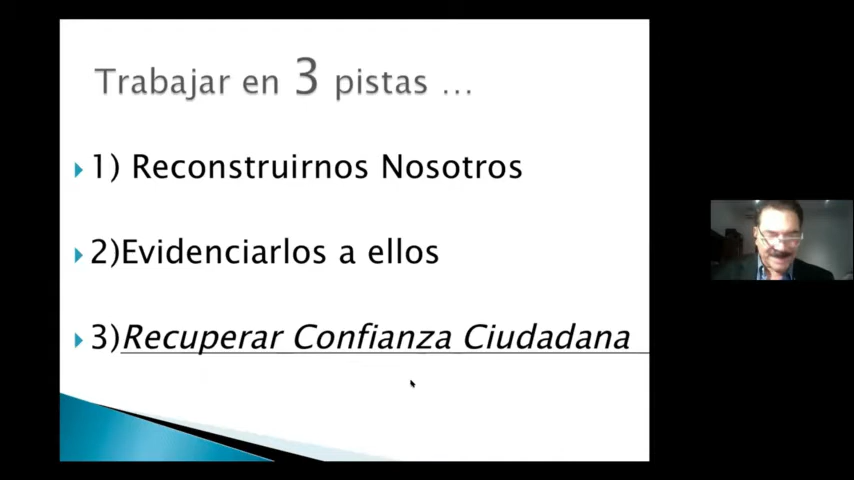 Trabajar en 3 pistas ...
1) Reconstruirnos Nosotros
2)Evidenciarlos a ellos
3)Recuperar Confianza Ciudadana